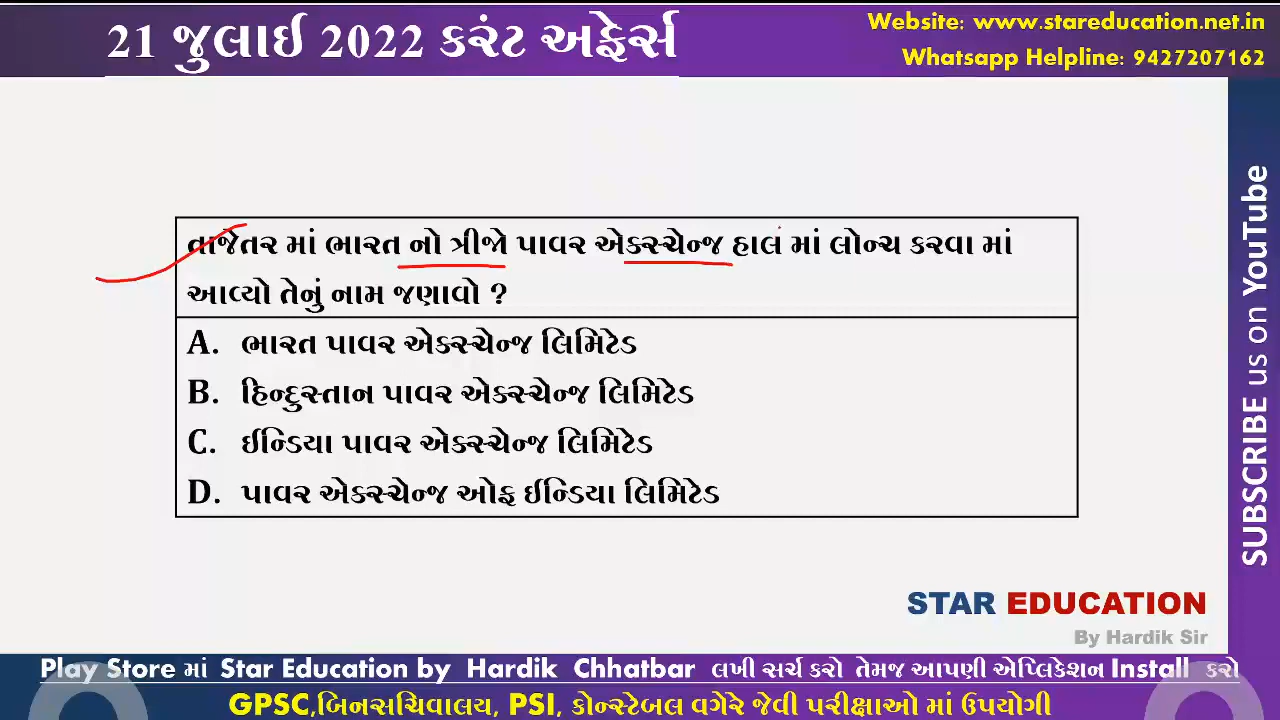 21 જુલાઈ 2022 કરંટ અફેર્સ
Website: www.stareducation.net.in
Whatsapp Helpline: 9427207162
તાજેતર માં ભારત નો ત્રીજો પાવર એક્સ્ચેન્જ હાલ માં લોન્ચ કરવા માં
આવ્યો તેનું નામ જણાવો ?
A. ભારત પાવર એક્સ્ચેન્જ લિમિટેડ
B. હિન્દુસ્તાન પાવર એક્સ્ચેન્જ લિમિટેડ
C. ઈન્ડિયા પાવર એક્સ્ચેન્જ લિમિટેડ
D. પાવર એક્સ્ચેન્જ ઓફ ઈન્ડિયા લિમિટેડ
SUBSCRIBE us on YouTube
STAR EDUCATION
By Hardik Sir
Play Store માં Star Education by Hardik Chhatbar લખી સર્ચ કરો તેમજ આપણી એપ્લિકેશન Install કરો
GPSC,બિનસચિવાલય, PSI, કોન્સ્ટેબલ વગેરે જેવી પરીક્ષાઓ માં ઉપયોગી